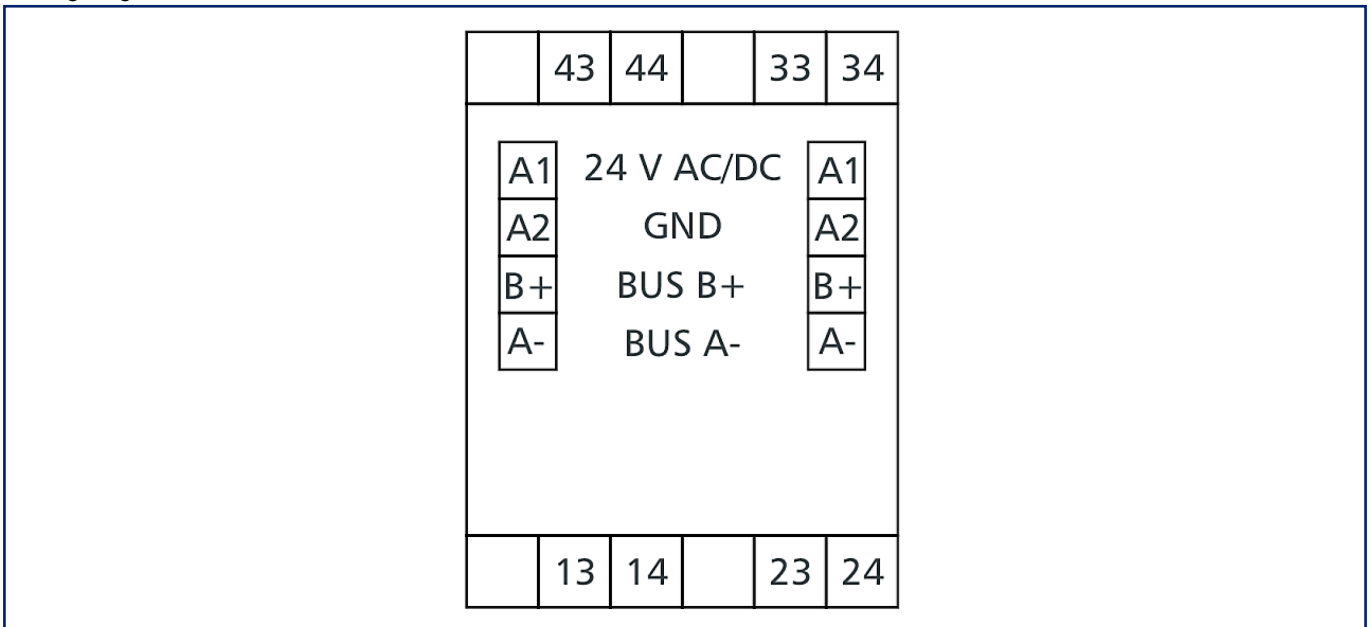 43 44 33 34
A1 24 V AC/DC A1
A2 GND A2
B+ BUS B+ B+
A- BUS A- A-
13 14 23 24